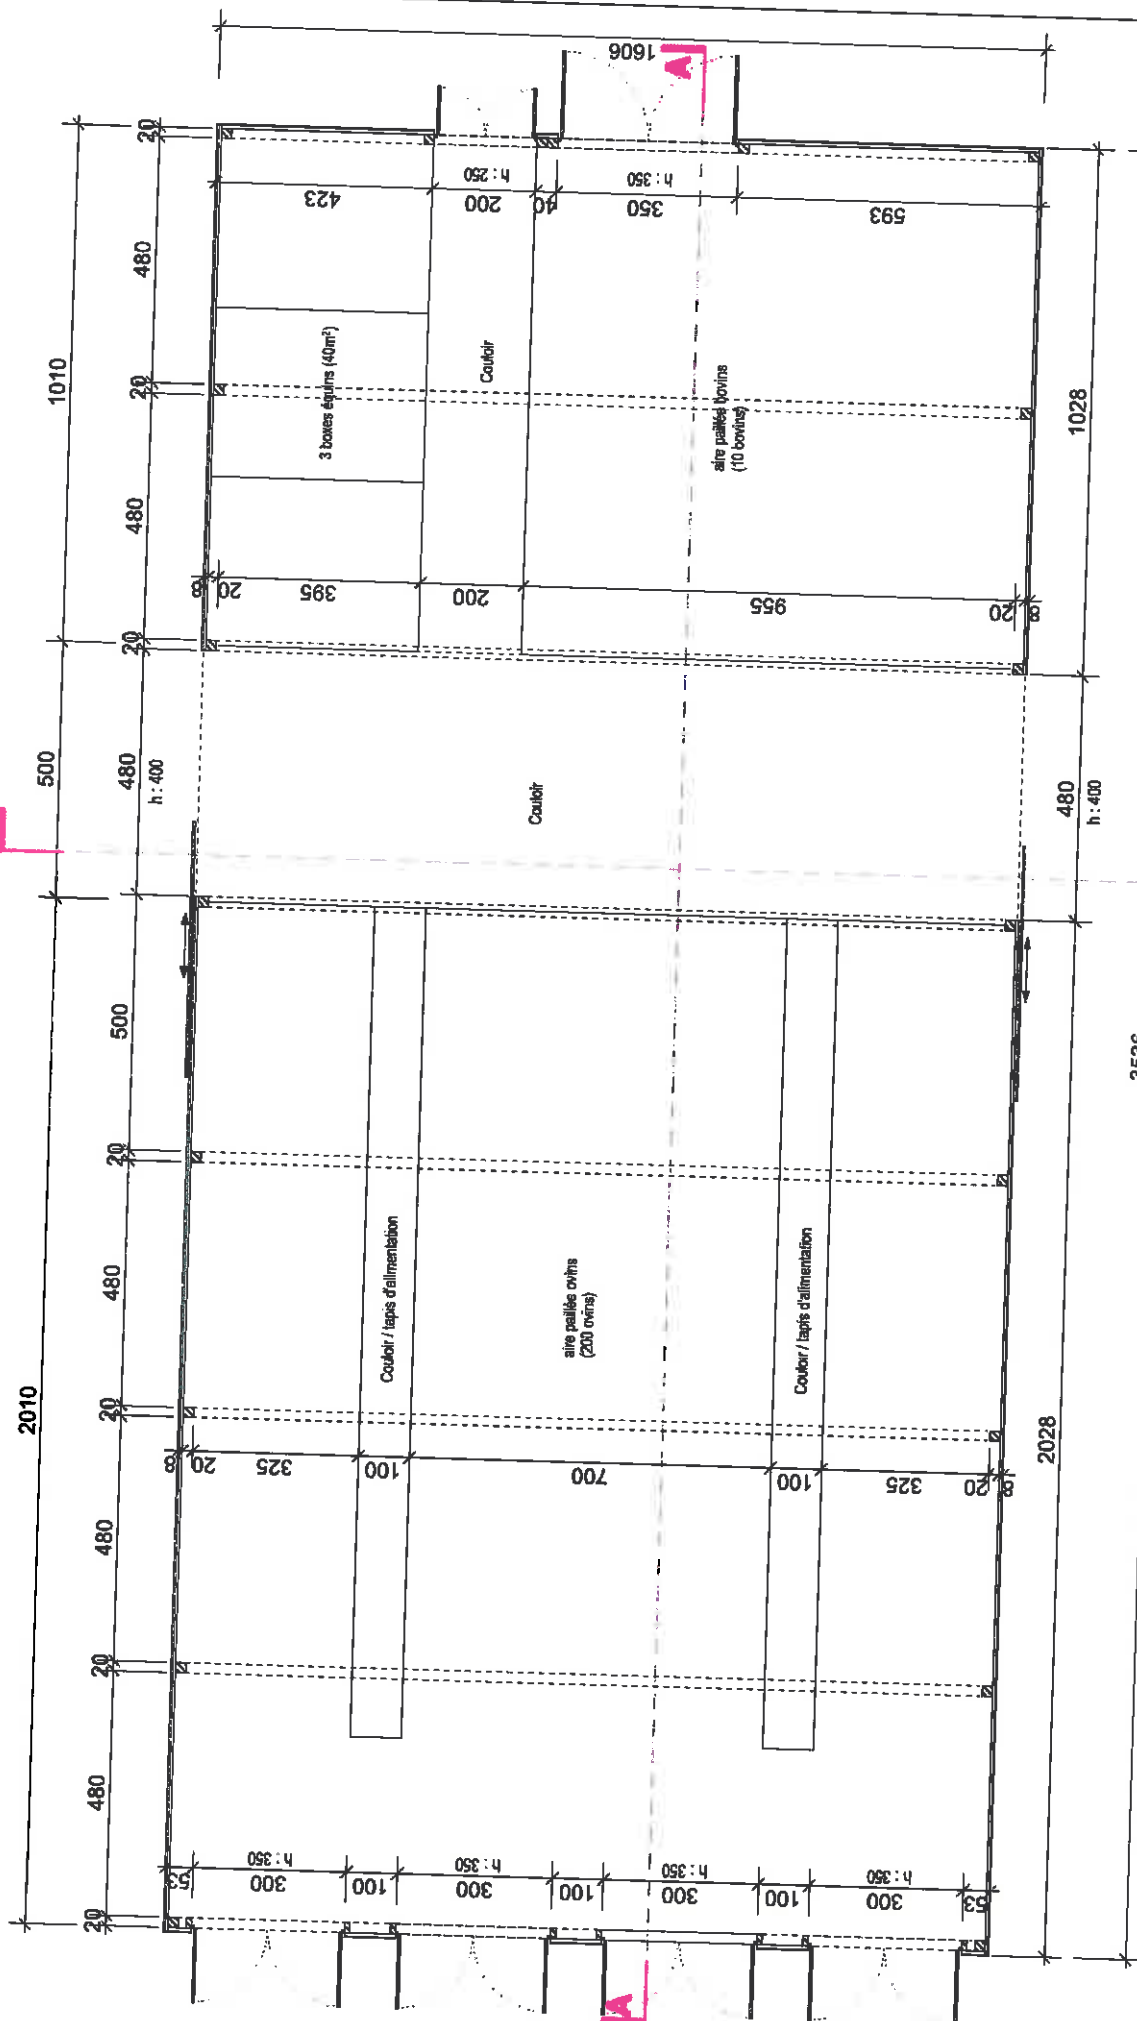 1606
A
20
480
20
480
20
1010
500
480
h : 400
500
20
480
20
480
20
480
20
2010
423
h : 250
200
40
h : 350
350
593
3 boxes équins (40m²)
Couloir
aire paillée bovins
(10 bovins)
8
20
395
200
955
20
8
1028
480
h : 400
2028
Couloir
Couloir / tapis d'alimentation
aire paillée ovins
(200 ovins)
Couloir / tapis d'alimentation
8
20
325
100
700
100
325
20
8
53
h : 350
300
100
h : 350
300
100
h : 350
300
100
h : 350
300
53
A